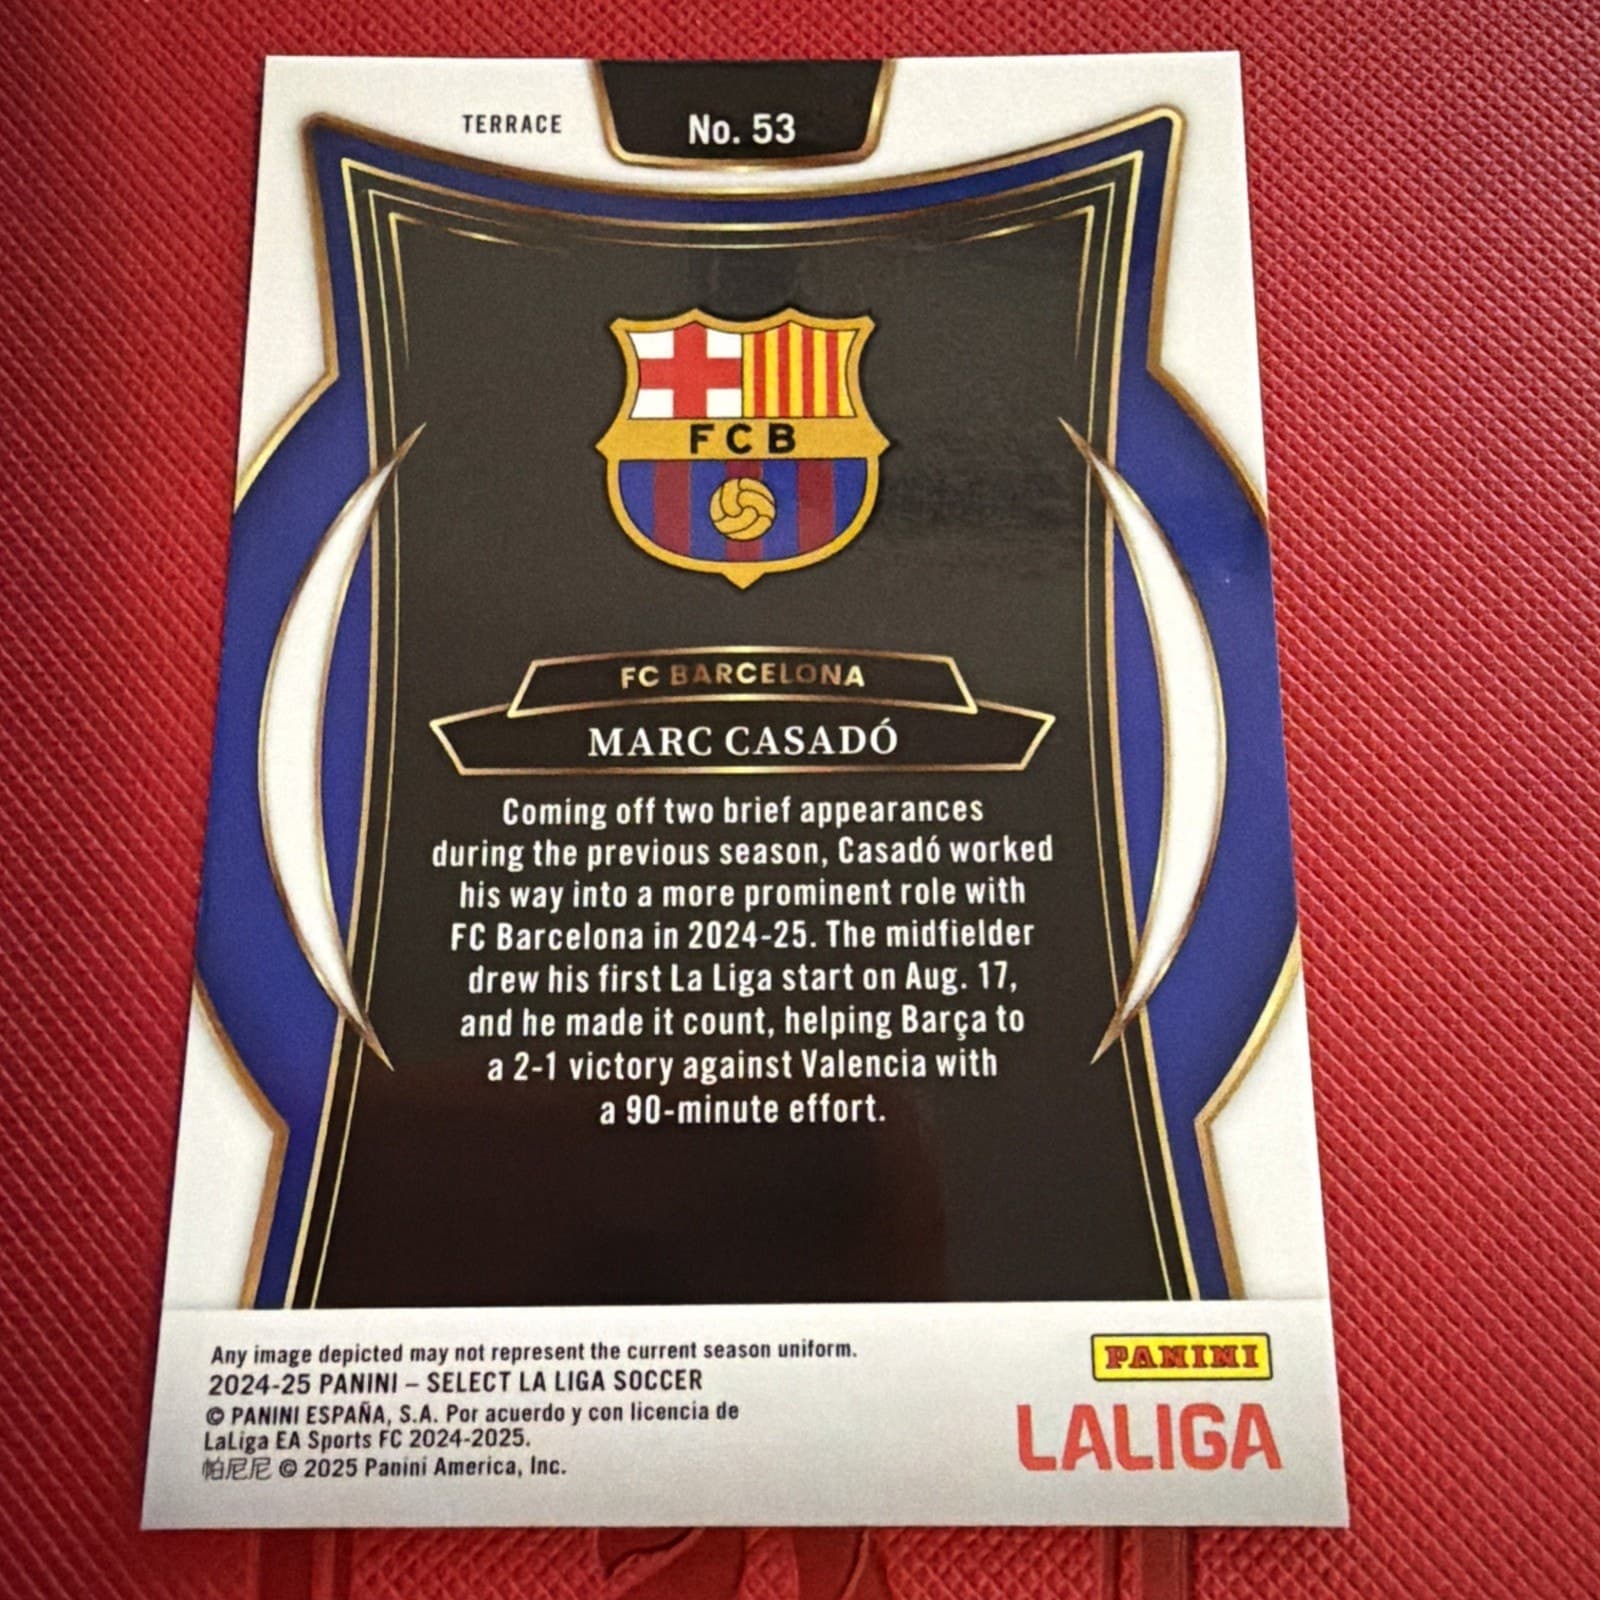 TERRACE
No. 53
FCB
FC BARCELONA
MARC CASADÓ
Coming off two brief appearances
during the previous season, Casadó worked
his way into a more prominent role with
FC Barcelona in 2024-25. The midfielder
drew his first La Liga start on Aug. 17,
and he made it count, helping Barça to
a 2-1 victory against Valencia with
a 90-minute effort.
Any image depicted may not represent the current season uniform.
2024-25 PANINI – SELECT LA LIGA SOCCER
© PANINI ESPAÑA, S.A. Por acuerdo y con licencia de
LaLiga EA Sports FC 2024-2025.
帕尼尼 © 2025 Panini America, Inc.
PANINI
LALIGA